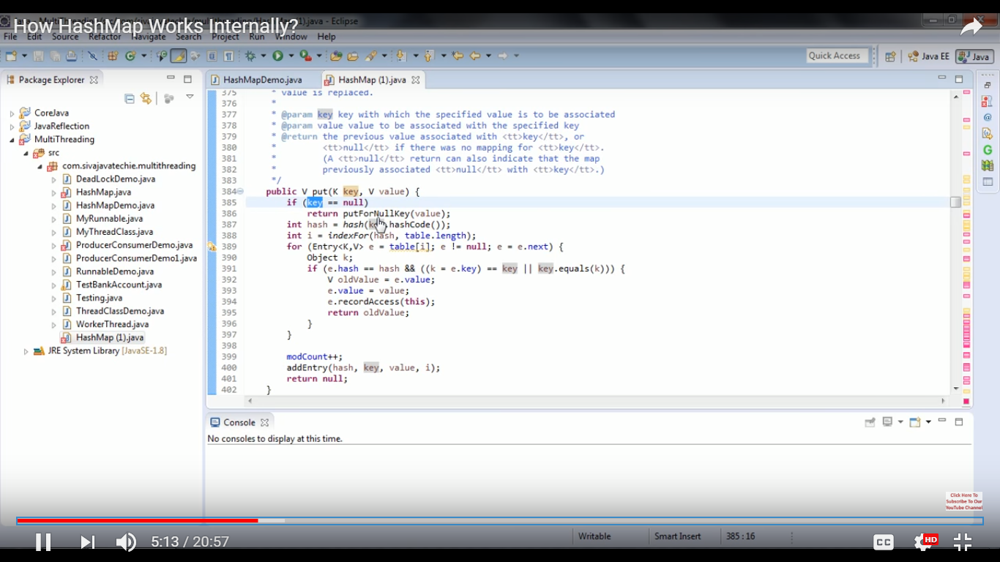 How HashMap Works Internally?
1).java - Eclipse
File Edit Source Refactor Navigate Search Project Run Window Help
Quick Access Java EE Java
Package Explorer
CoreJava
JavaReflection
MultiThreading
src
com.sivajavatechie.multithreading
DeadLockDemo.java
HashMap.java
HashMapDemo.java
MyRunnable.java
MyThreadClass.java
ProducerConsumerDemo.java
ProducerConsumerDemo1.java
RunnableDemo.java
TestBankAccount.java
Testing.java
ThreadClassDemo.java
WorkerThread.java
HashMap (1).java
JRE System Library [JavaSE-1.8]
HashMapDemo.java HashMap (1).java
375 * value is replaced.
376 *
377 * @param key key with which the specified value is to be associated
378 * @param value value to be associated with the specified key
379 * @return the previous value associated with <tt>key</tt>, or
380 * <tt>null</tt> if there was no mapping for <tt>key</tt>.
381 * (A <tt>null</tt> return can also indicate that the map
382 * previously associated <tt>null</tt> with <tt>key</tt>.)
383 */
384 public V put(K key, V value) {
385 if (key == null)
386 return putForNullKey(value);
387 int hash = hash(key.hashCode());
388 int i = indexFor(hash, table.length);
389 for (Entry<K,V> e = table[i]; e != null; e = e.next) {
390 Object k;
391 if (e.hash == hash && ((k = e.key) == key || key.equals(k))) {
392 V oldValue = e.value;
393 e.value = value;
394 e.recordAccess(this);
395 return oldValue;
396 }
397 }
398
399 modCount++;
400 addEntry(hash, key, value, i);
401 return null;
402 }
Console
No consoles to display at this time.
Click Here To
Subscribe To Our
YouTube Channel
5:13 / 20:57
Writable Smart Insert 385 : 16
CC HD